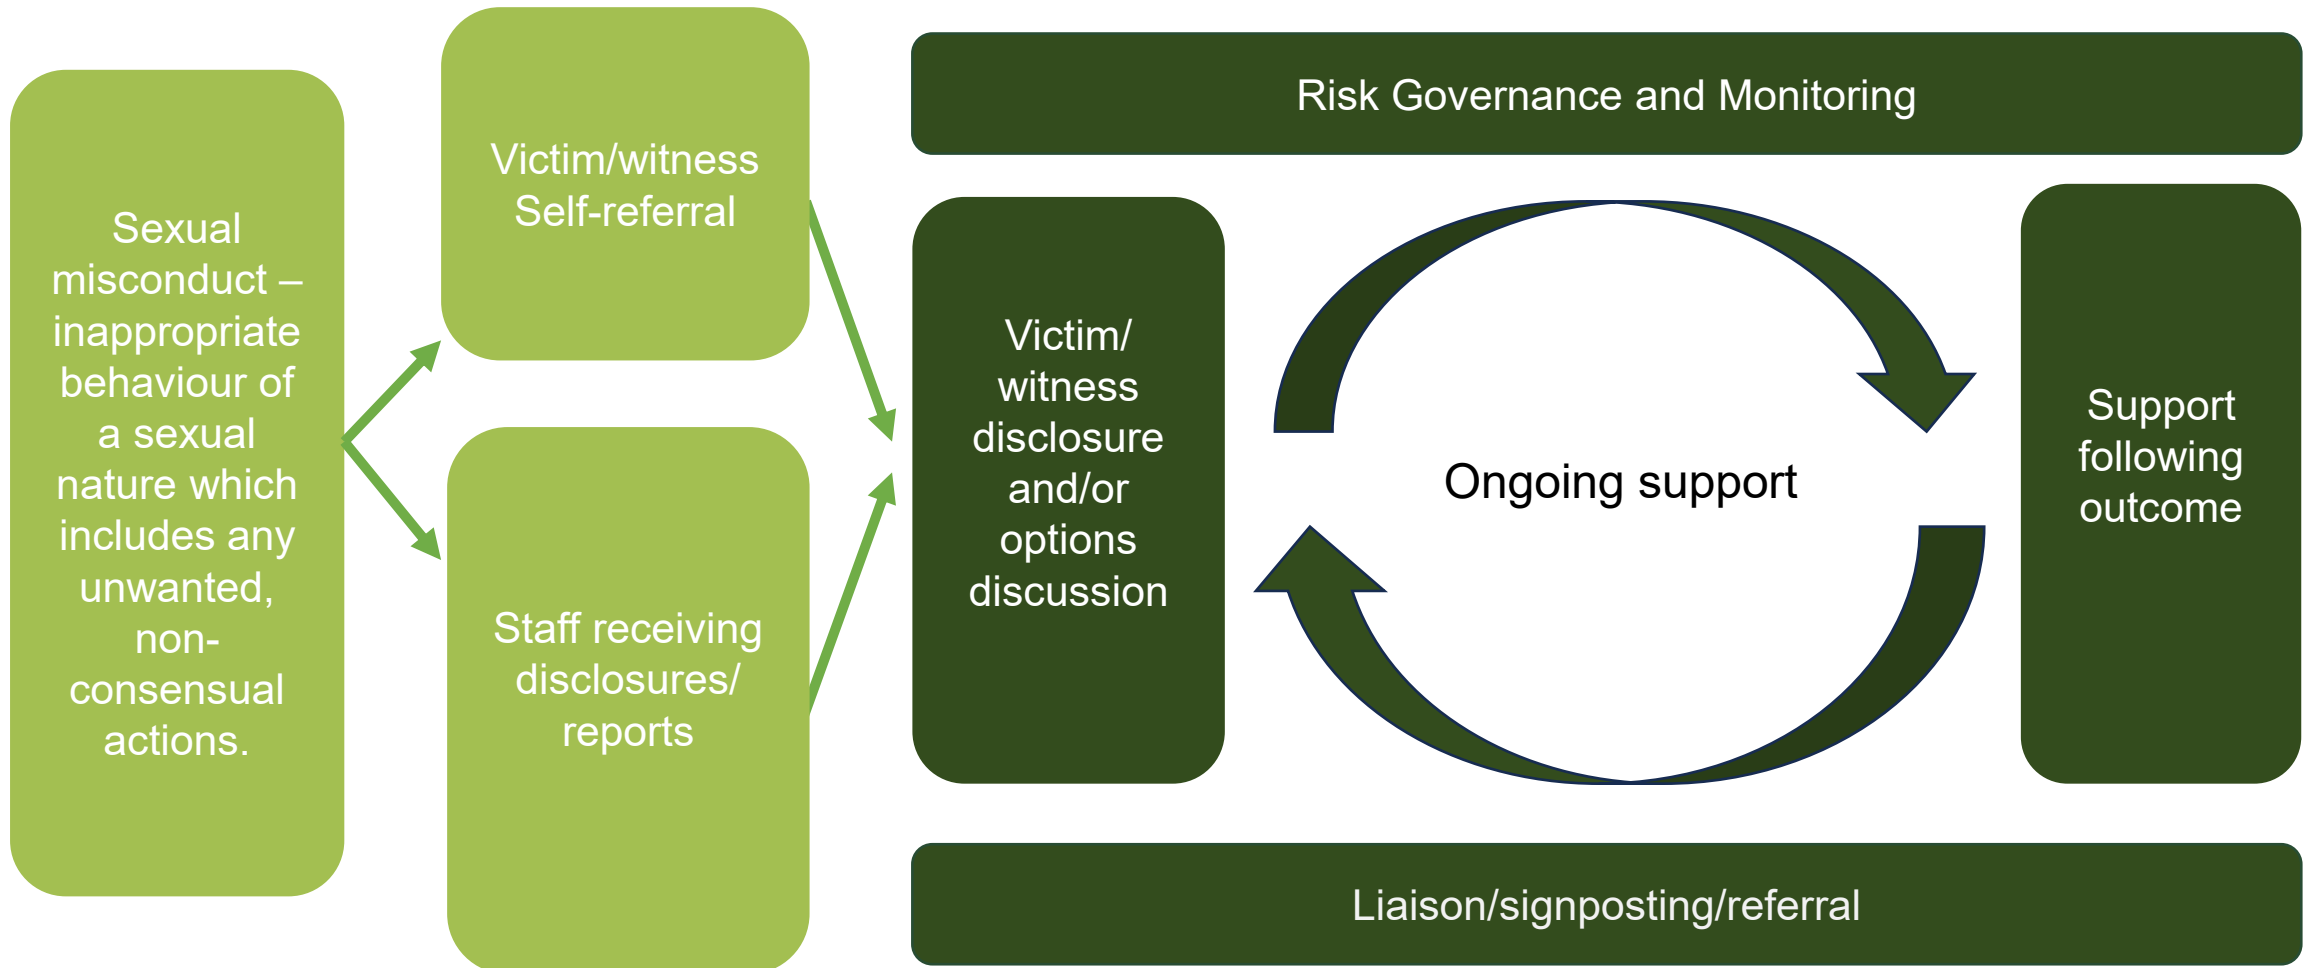 Sexual
misconduct –
inappropriate
behaviour of
a sexual
nature which
includes any
unwanted,
non-
consensual
actions.
Victim/witness
Self-referral
Staff receiving
disclosures/
reports
Risk Governance and Monitoring
Victim/
witness
disclosure
and/or
options
discussion
Ongoing support
Support
following
outcome
Liaison/signposting/referral